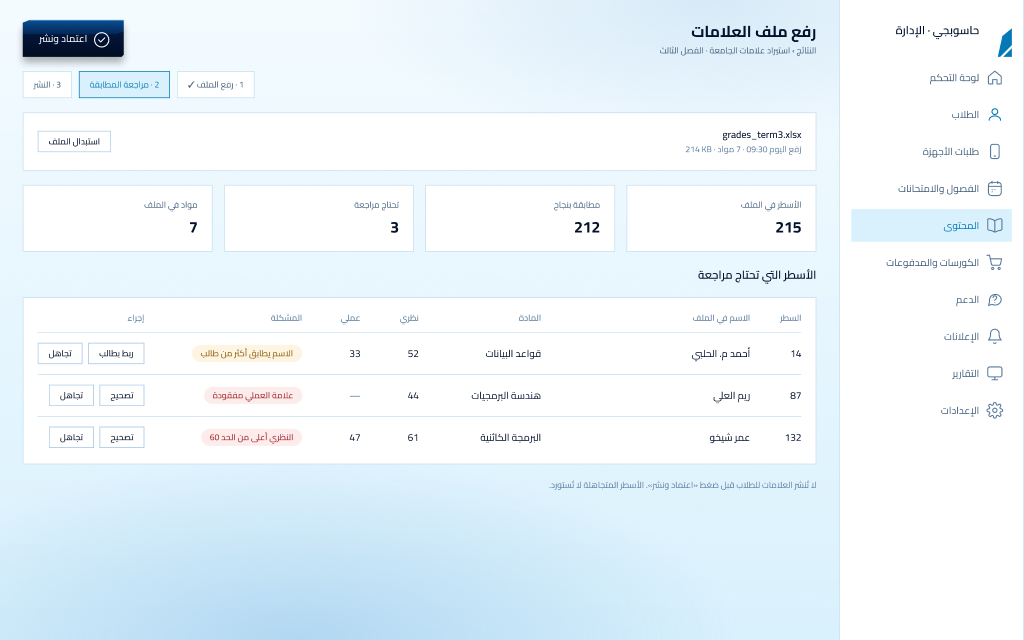 حاسوبجي · الإدارة
لوحة التحكم
الطلاب
طلبات الأجهزة
الفصول والامتحانات
المحتوى
الكورسات والمدفوعات
الدعم
الإعلانات
التقارير
الإعدادات
رفع ملف العلامات
النتائج › استيراد علامات الجامعة · الفصل الثالث
اعتماد ونشر
1 · رفع الملف ✓
2 · مراجعة المطابقة
3 · النشر
grades_term3.xlsx
رفع اليوم 09:30 · 7 مواد · 214 KB
استبدال الملف
الأسطر في الملف
215
مطابقة بنجاح
212
تحتاج مراجعة
3
مواد في الملف
7
الأسطر التي تحتاج مراجعة
السطر الاسم في الملف المادة نظري عملي المشكلة إجراء
14 أحمد م. الحلبي قواعد البيانات 52 33 الاسم يطابق أكثر من طالب ربط بطالب تجاهل
87 ريم العلي هندسة البرمجيات 44 — علامة العملي مفقودة تصحيح تجاهل
132 عمر شيخو البرمجة الكائنية 61 47 النظري أعلى من الحد 60 تصحيح تجاهل
لا تُنشر العلامات للطلاب قبل ضغط «اعتماد ونشر». الأسطر المتجاهلة لا تُستورد.